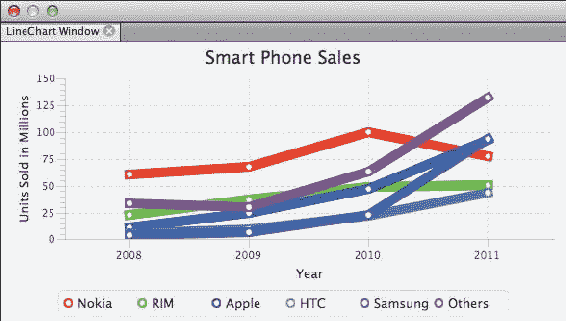 LineChart Window
Smart Phone Sales
Units Sold in Millions
150
125
100
75
50
25
0
2008 2009 2010 2011
Year
Nokia RIM Apple HTC Samsung Others